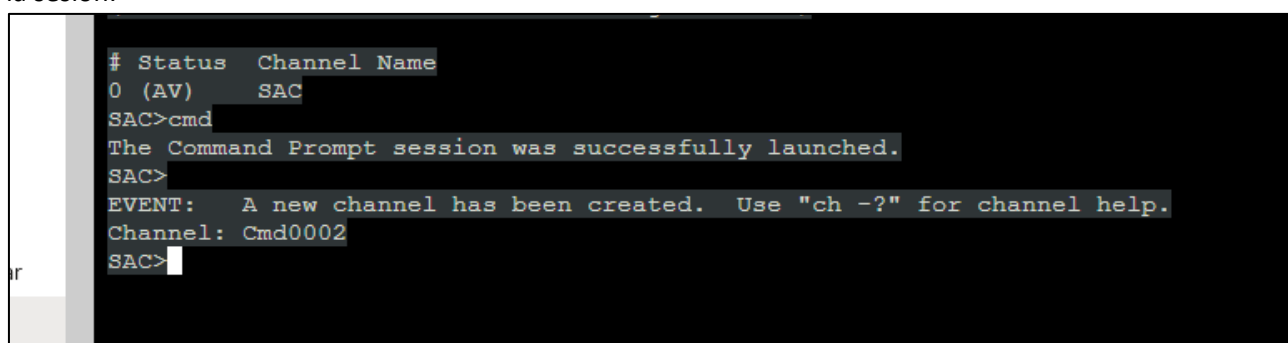 # Status  Channel Name
0 (AV)    SAC
SAC>cmd
The Command Prompt session was successfully launched.
SAC>
EVENT:   A new channel has been created.  Use "ch -?" for channel help.
Channel: Cmd0002
SAC>
ar